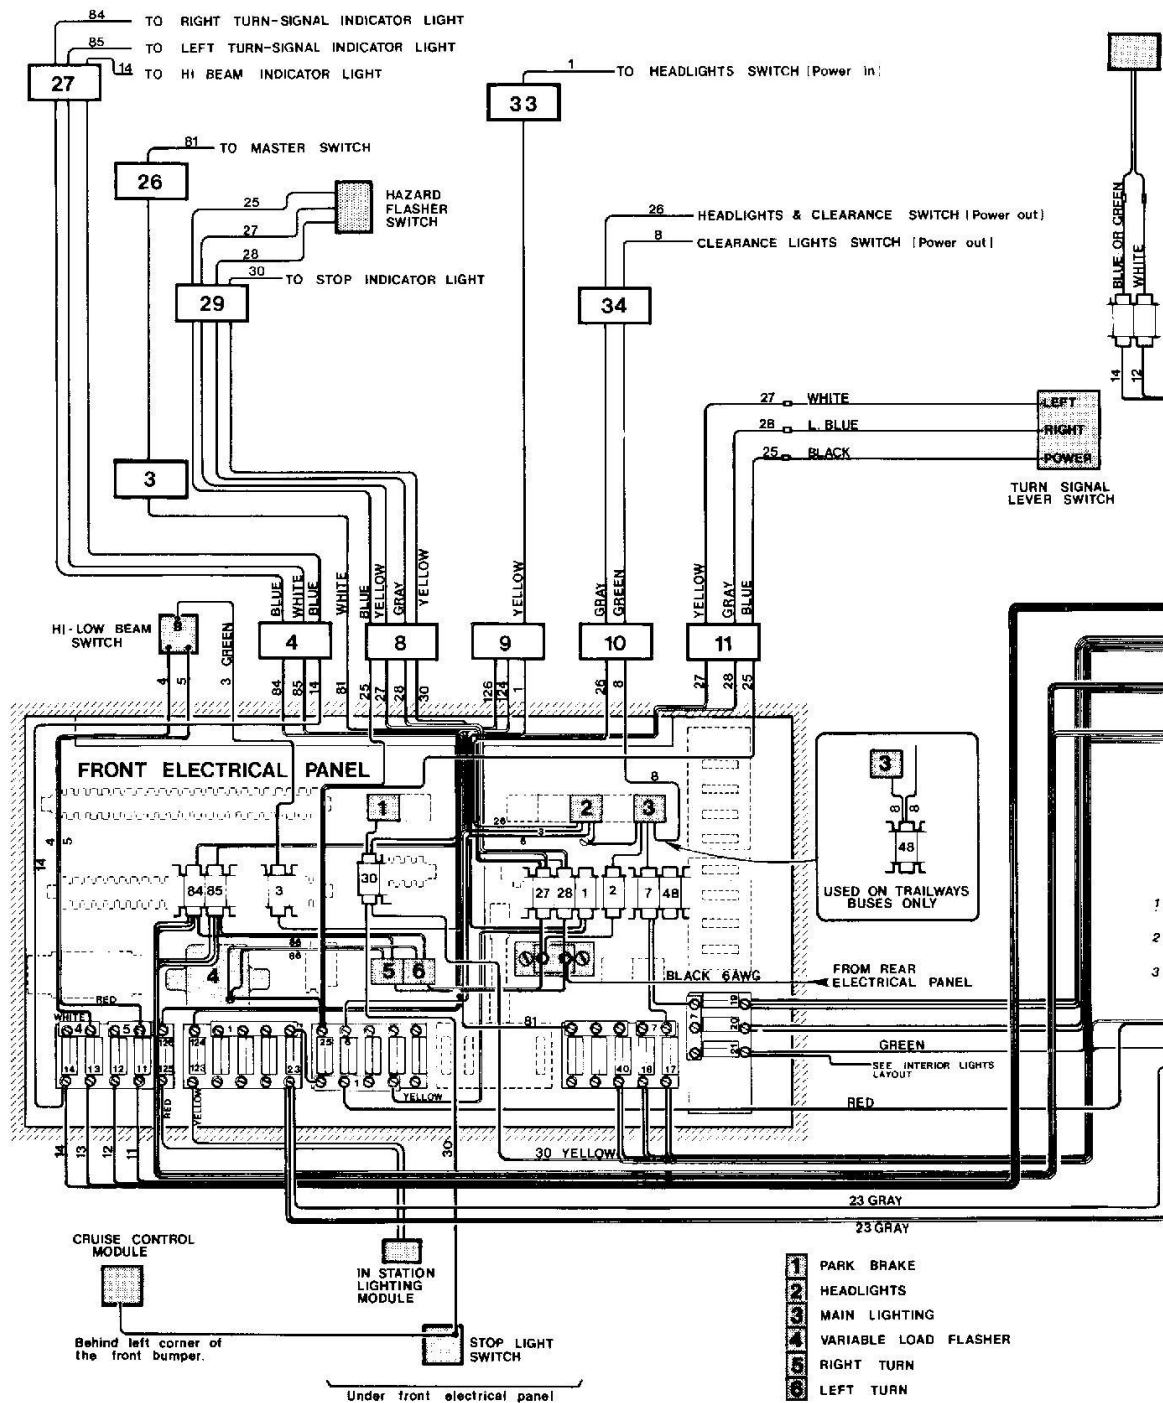 84 TO RIGHT TURN-SIGNAL INDICATOR LIGHT
85 TO LEFT TURN-SIGNAL INDICATOR LIGHT
14 TO HI BEAM INDICATOR LIGHT
27
1 TO HEADLIGHTS SWITCH (Power in)
33
81 TO MASTER SWITCH
26
25
27
28
HAZARD
FLASHER
SWITCH
30 TO STOP INDICATOR LIGHT
29
26 HEADLIGHTS & CLEARANCE SWITCH (Power out)
8 CLEARANCE LIGHTS SWITCH (Power out)
34
BLUE OR GREEN
WHITE
14
12
27 WHITE LEFT
28 L. BLUE RIGHT
25 BLACK POWER
TURN SIGNAL
LEVER SWITCH
3
BLUE
WHITE
BLUE
WHITE
BLUE
YELLOW
GRAY
YELLOW
YELLOW
GRAY
GREEN
YELLOW
GRAY
BLUE
HI-LOW BEAM
SWITCH
3 GREEN
4
8
9
10
11
4
5
84
85
14
81
25
27
28
30
126
124
1
26
8
27
28
25
FRONT ELECTRICAL PANEL
8
3
8 8
48
USED ON TRAILWAYS
BUSES ONLY
1
2
3
26
3
6
14
4
5
84 85
3
30
27 28 1 2 7 48
86
86
4
5 6
BLACK 6AWG
FROM REAR
ELECTRICAL PANEL
RED
WHITE
4 5 126 124 1 25 81 7
7
19
20
21
GREEN
SEE INTERIOR LIGHTS
LAYOUT
14 13 12 11 125 123 23 1 40 18 17
YELLOW
RED
YELLOW
RED
14
13
12
11
30
30 YELLOW
23 GRAY
23 GRAY
1
2
3
CRUISE CONTROL
MODULE
Behind left corner of
the front bumper.
IN STATION
LIGHTING
MODULE
STOP LIGHT
SWITCH
Under front electrical panel
1 PARK BRAKE
2 HEADLIGHTS
3 MAIN LIGHTING
4 VARIABLE LOAD FLASHER
5 RIGHT TURN
6 LEFT TURN